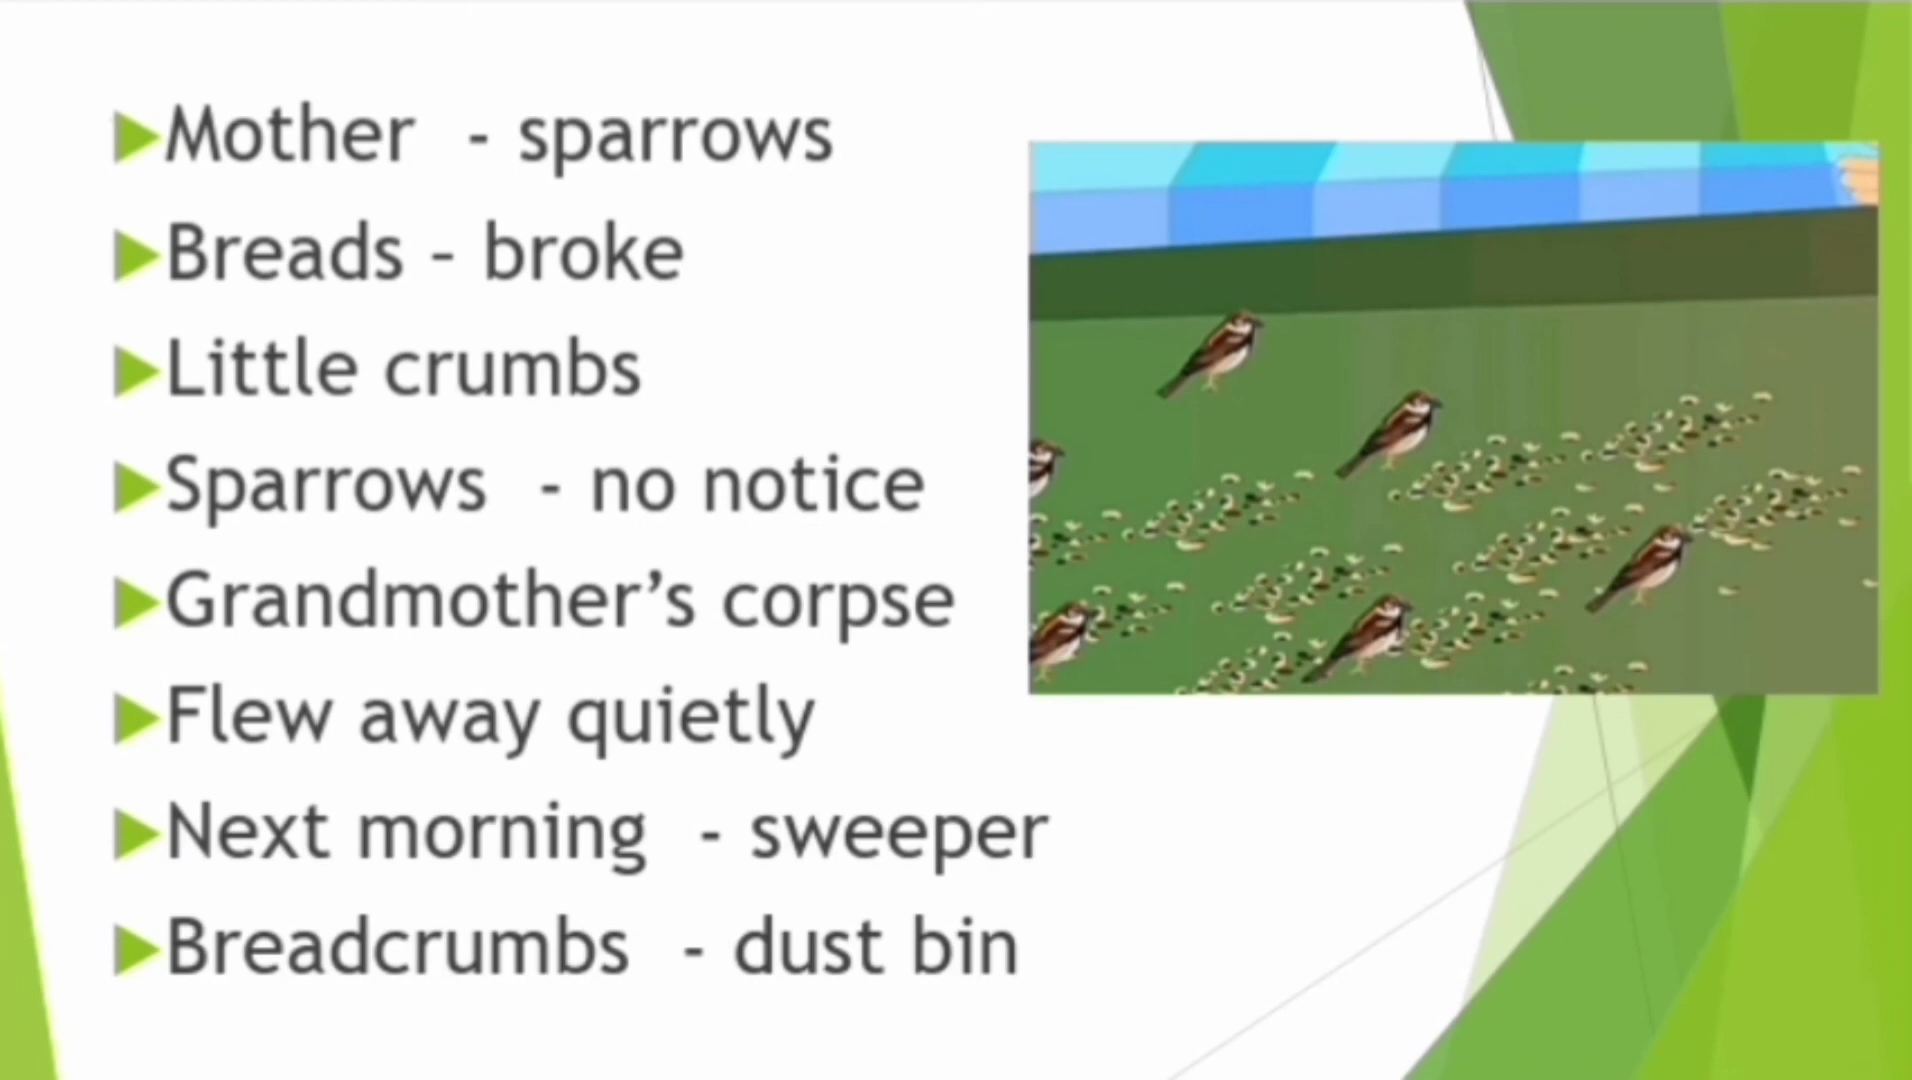 Mother - sparrows
Breads – broke
Little crumbs
Sparrows - no notice
Grandmother’s corpse
Flew away quietly
Next morning - sweeper
Breadcrumbs - dust bin